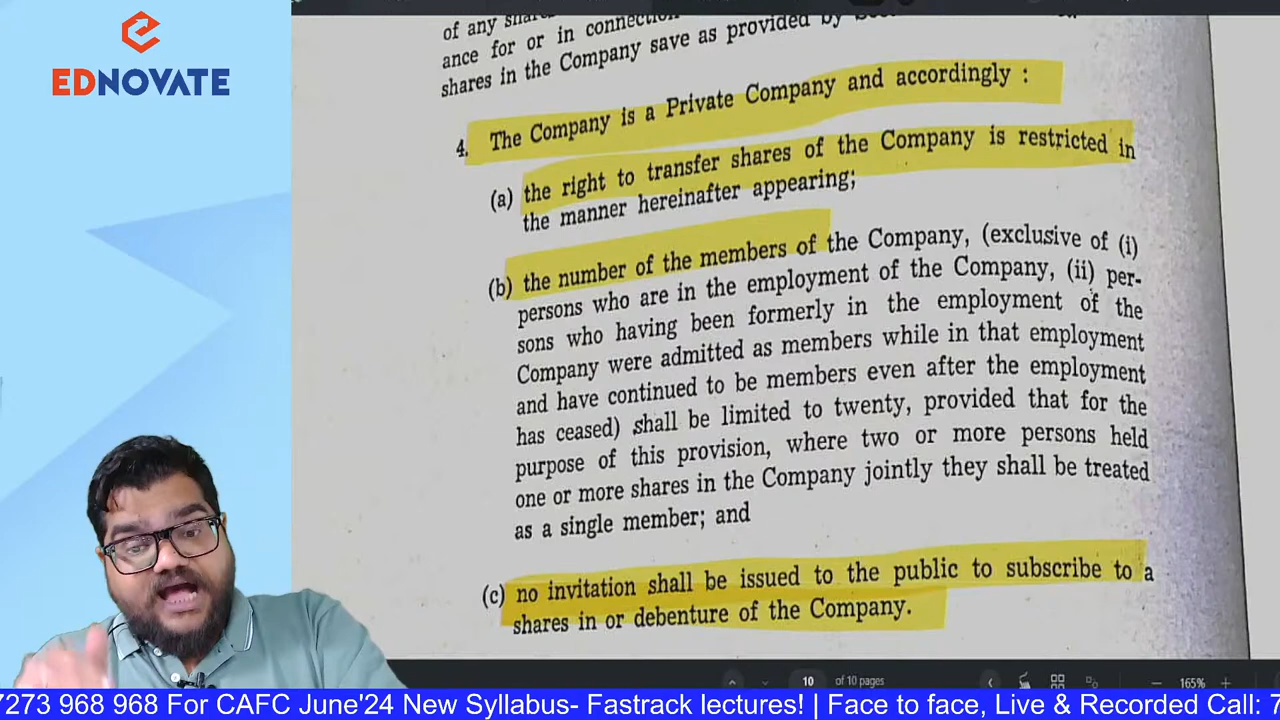 EDNOVATE
of any
ance for or in connection
shares in the Company save as provided by
4. The Company is a Private Company and accordingly :
(a) the right to transfer shares of the Company is restricted in
the manner hereinafter appearing;
(b) the number of the members of the Company, (exclusive of (i)
persons who are in the employment of the Company, (ii) per-
sons who having been formerly in the employment of the
Company were admitted as members while in that employment
and have continued to be members even after the employment
has ceased) shall be limited to twenty, provided that for the
purpose of this provision, where two or more persons held
one or more shares in the Company jointly they shall be treated
as a single member; and
(c) no invitation shall be issued to the public to subscribe to a
shares in or debenture of the Company.
10 of 10 pages
165%
7273 968 968 For CAFC June'24 New Syllabus- Fastrack lectures! | Face to face, Live & Recorded Call: 7